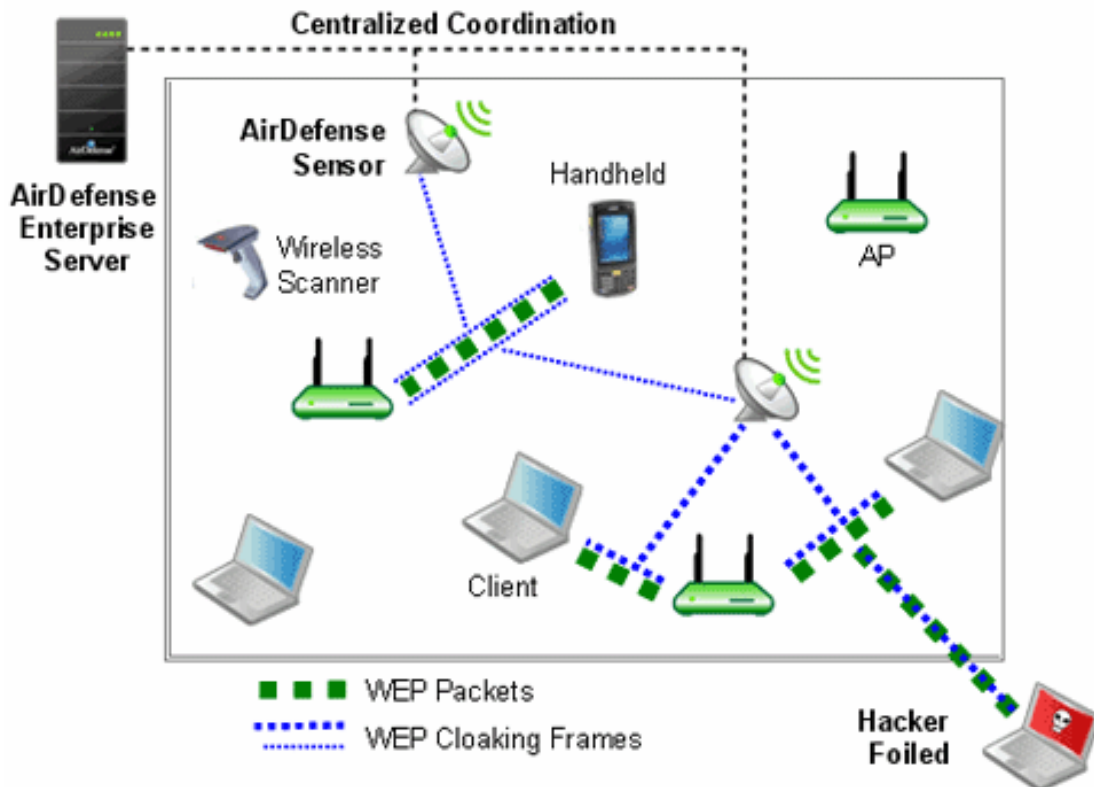 Centralized Coordination
AirDefense
AirDefense
Enterprise
Server
AirDefense
Sensor
Handheld
AP
Wireless
Scanner
Client
WEP Packets
WEP Cloaking Frames
Hacker
Foiled